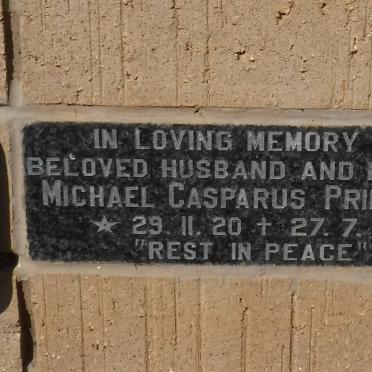 IN LOVING MEMORY
BELOVED HUSBAND AND
MICHAEL CASPARUS
★ 29. 11. 20 ✝ 27. 7.
"REST IN PEACE"